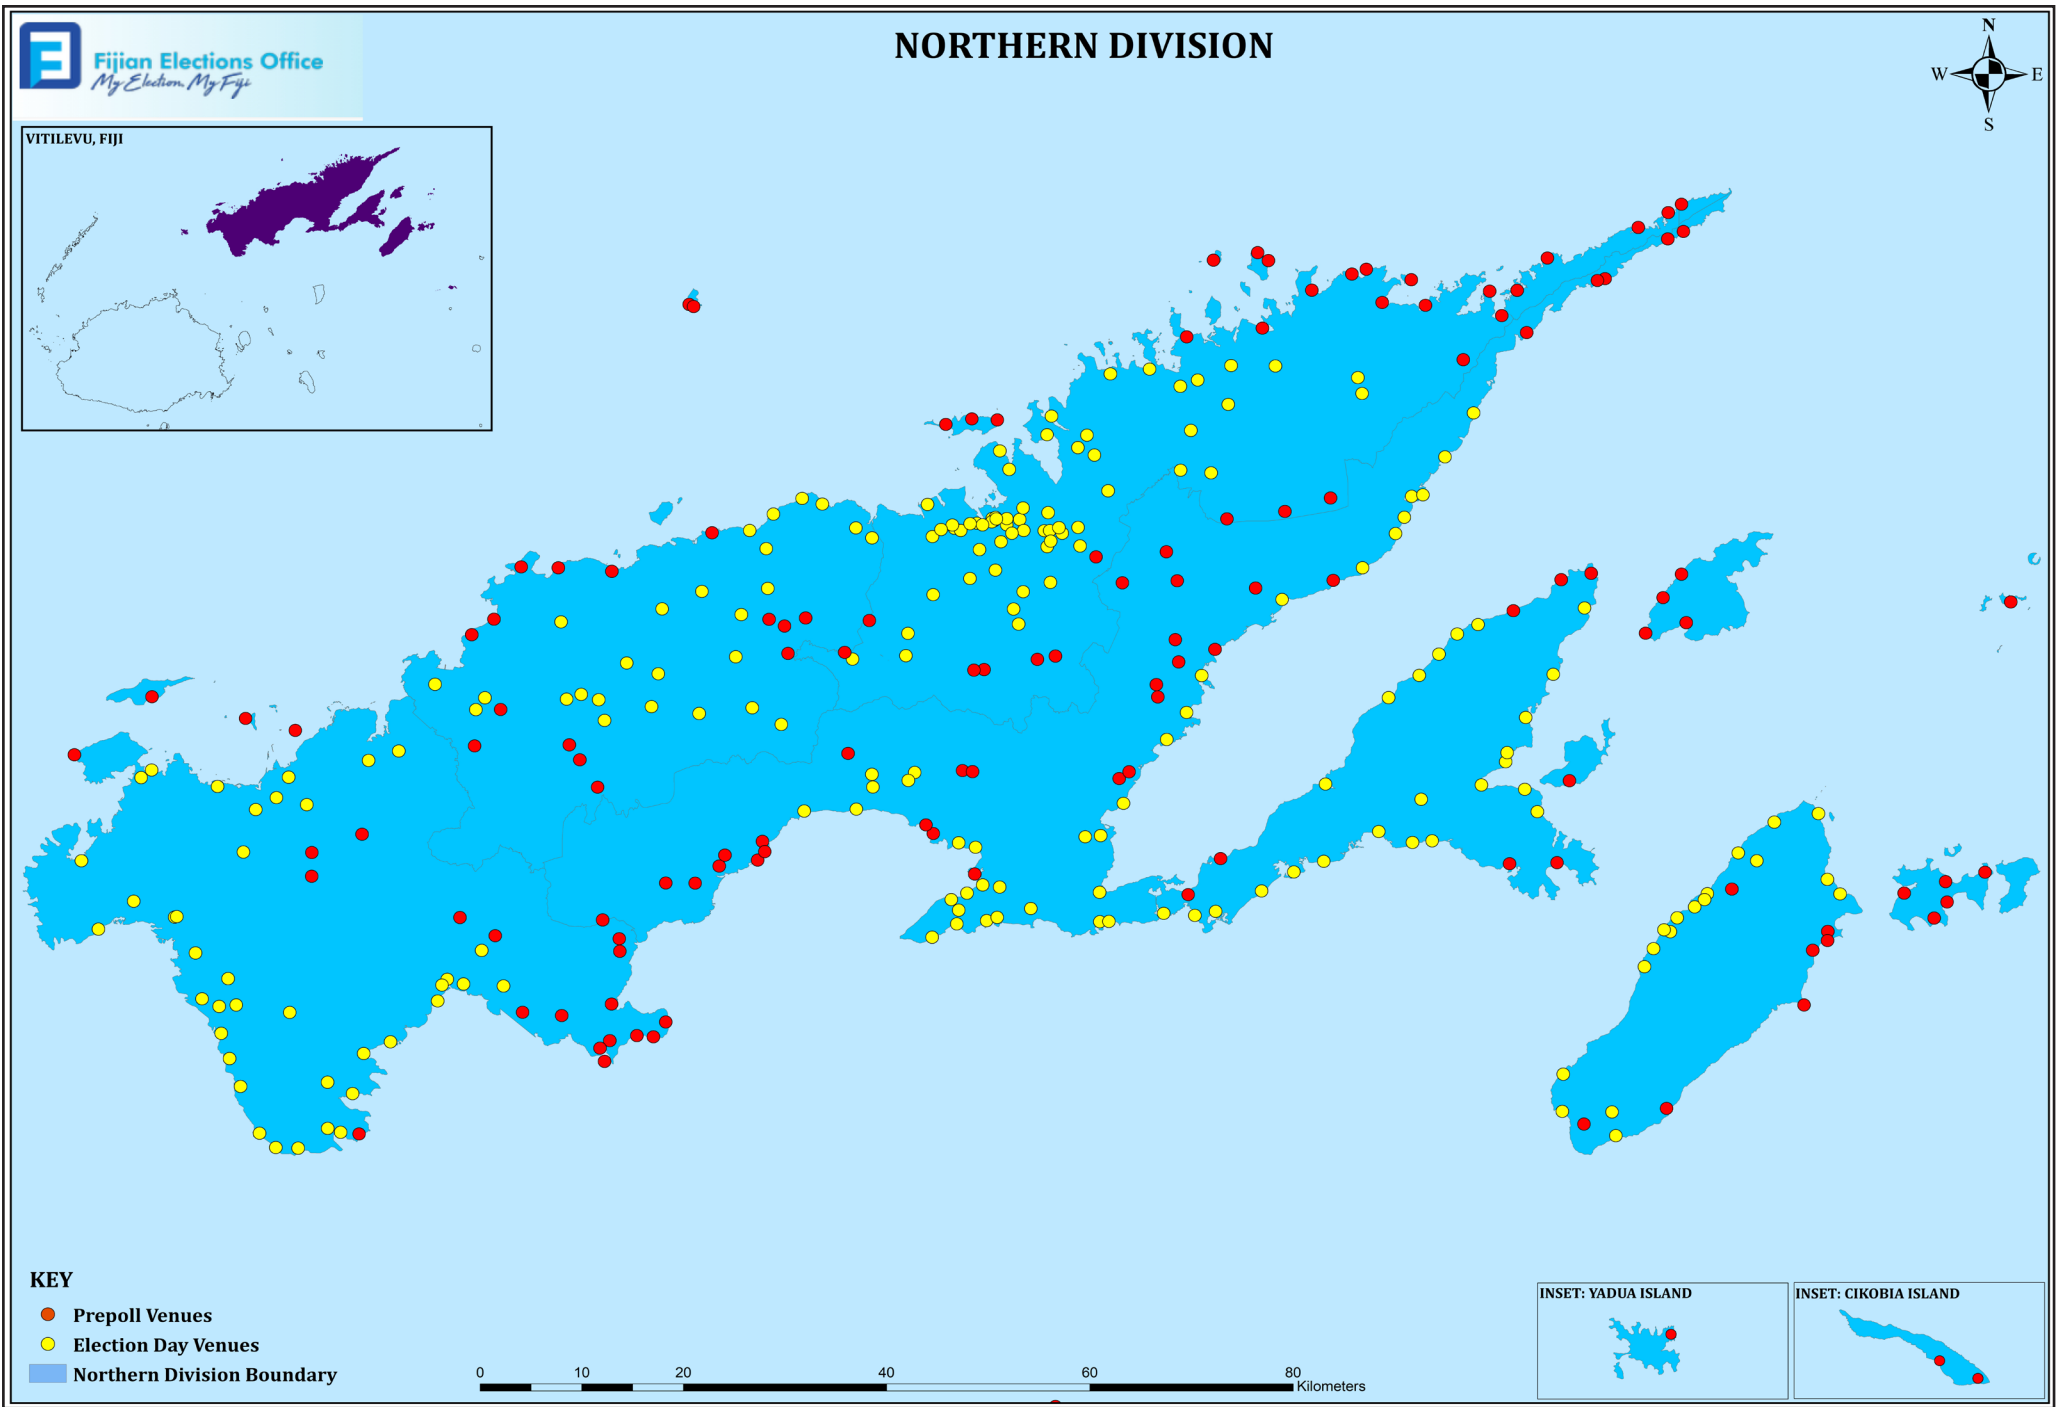 NORTHERN DIVISION
Fijian Elections Office
My Election, My Fiji
N
W E
S
VITILEVU, FIJI
KEY
Prepoll Venues
Election Day Venues
Northern Division Boundary
0 10 20 40 60 80
Kilometers
INSET: YADUA ISLAND
INSET: CIKOBIA ISLAND